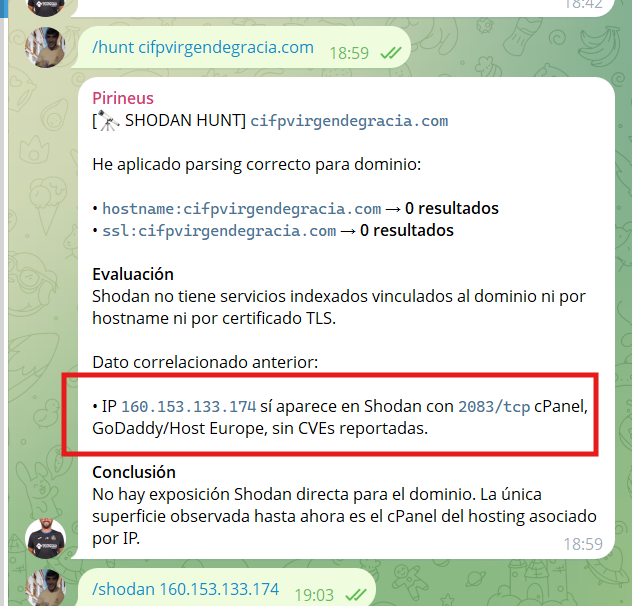 18:42
/hunt cifpvirgendegracia.com 18:59
Pirineus
[🔭 SHODAN HUNT] cifpvirgendegracia.com
He aplicado parsing correcto para dominio:
• hostname:cifpvirgendegracia.com → 0 resultados
• ssl:cifpvirgendegracia.com → 0 resultados
Evaluación
Shodan no tiene servicios indexados vinculados al dominio ni por
hostname ni por certificado TLS.
Dato correlacionado anterior:
• IP 160.153.133.174 sí aparece en Shodan con 2083/tcp cPanel,
GoDaddy/Host Europe, sin CVEs reportadas.
Conclusión
No hay exposición Shodan directa para el dominio. La única
superficie observada hasta ahora es el cPanel del hosting asociado
por IP.
18:59
/shodan 160.153.133.174 19:03